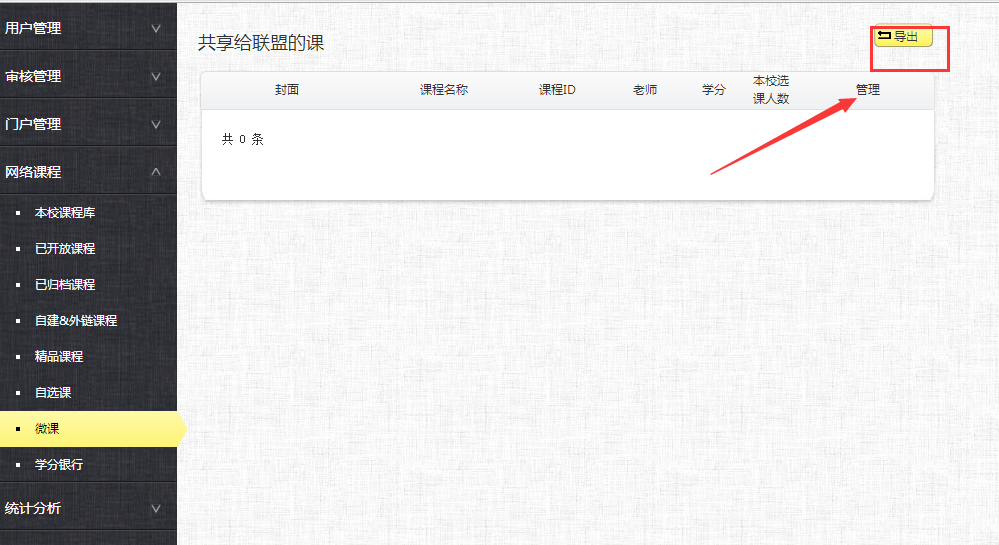 用户管理
审核管理
门户管理
网络课程
本校课程库
已开放课程
已归档课程
自建&外链课程
精品课程
自选课
微课
学分银行
统计分析
共享给联盟的课
导出
封面
课程名称
课程ID
老师
学分
本校选
课人数
管理
共 0 条